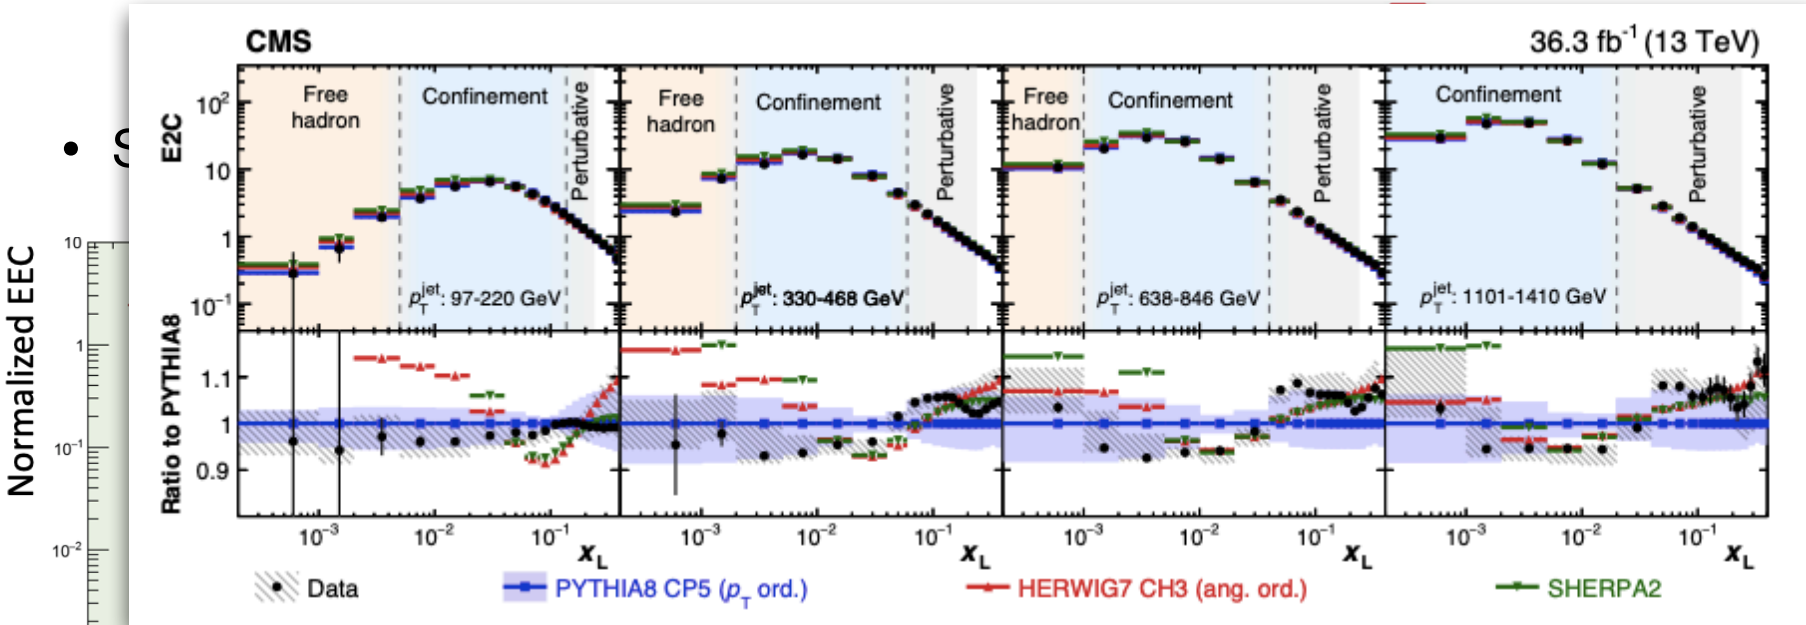 CMS
36.3 fb⁻¹ (13 TeV)
E2C
10²
10
1
10⁻¹
Free
hadron
Confinement
Perturbative
p_T^jet: 97-220 GeV
Free
hadron
Confinement
Perturbative
p_T^jet: 330-468 GeV
Free
hadron
Confinement
Perturbative
p_T^jet: 638-846 GeV
Confinement
Perturbative
p_T^jet: 1101-1410 GeV
Ratio to PYTHIA8
1.1
1
0.9
10⁻³ 10⁻² 10⁻¹
x_L
10⁻³ 10⁻² 10⁻¹
x_L
10⁻³ 10⁻² 10⁻¹
x_L
10⁻³ 10⁻² 10⁻¹
x_L
Data
PYTHIA8 CP5 (p_T ord.)
HERWIG7 CH3 (ang. ord.)
SHERPA2
• S
Normalized EEC
10
1
10⁻¹
10⁻²